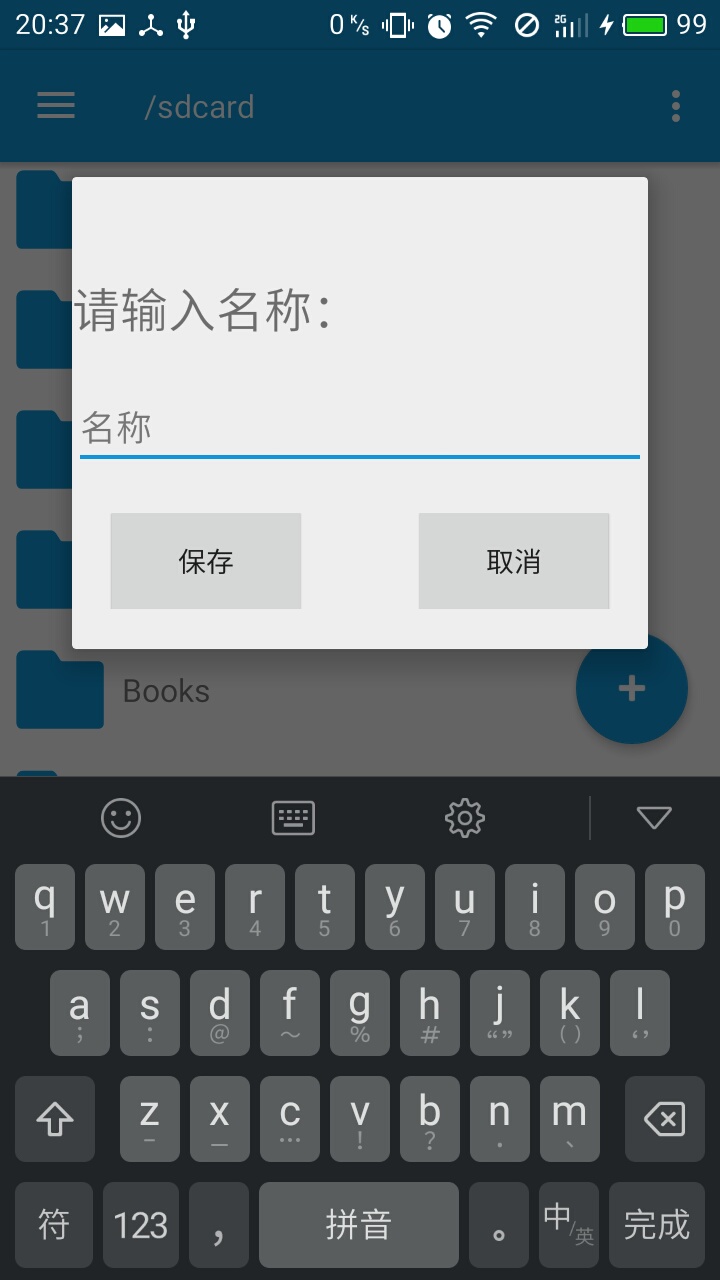 20:37 0 K/s 2G 99
/sdcard
请输入名称：
名称
保存 取消
Books
q w e r t y u i o p
1 2 3 4 5 6 7 8 9 0
a s d f g h j k l
; : @ ～ % # “” ( ) ‘’
z x c v b n m
– — … ! ? . 、
符 123 ， 拼音 。 中/英 完成